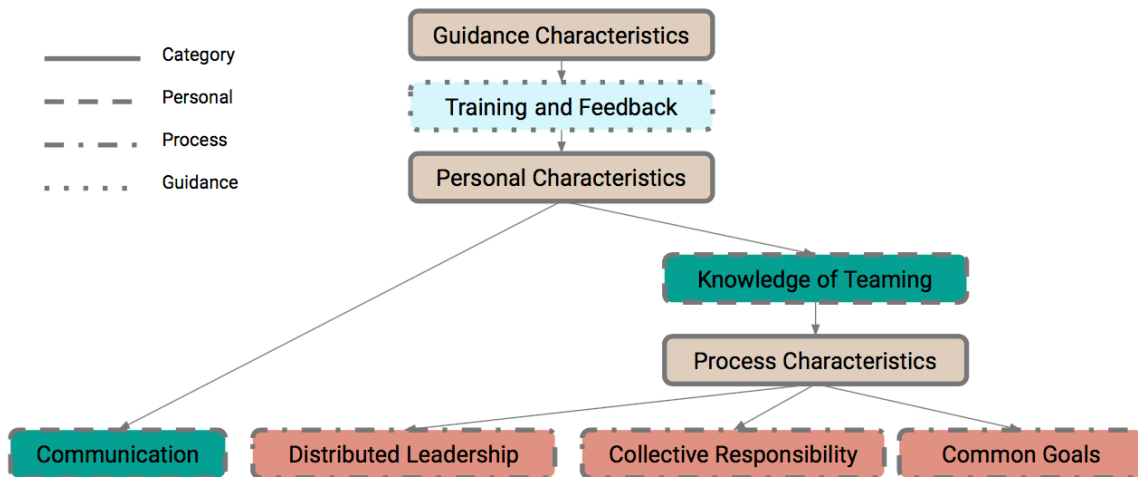 Category
Personal
Process
Guidance
Guidance Characteristics
Training and Feedback
Personal Characteristics
Knowledge of Teaming
Process Characteristics
Communication
Distributed Leadership
Collective Responsibility
Common Goals